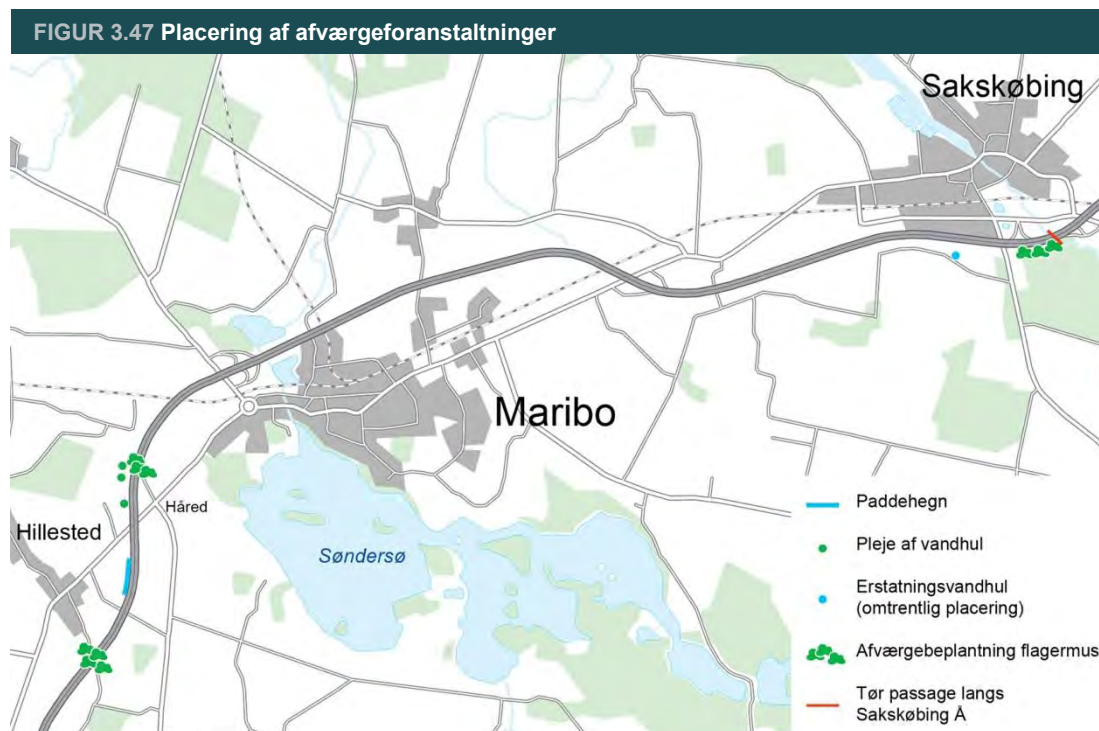 FIGUR 3.47 Placering af afværgeforanstaltninger
Sakskøbing
Maribo
Håred
Hillested
Søndersø
Paddehegn
Pleje af vandhul
Erstatningsvandhul
(omtrentlig placering)
Afværgebeplantning flagermus
Tør passage langs
Sakskøbing Å